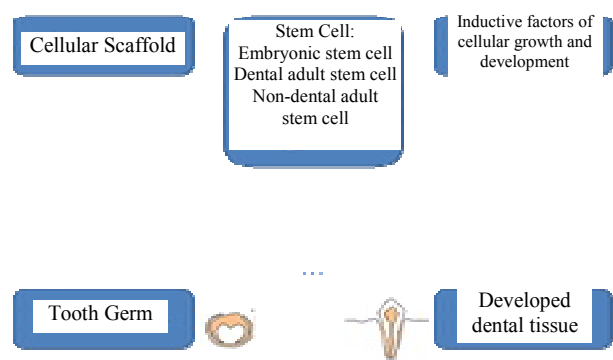 Cellular Scaffold
Stem Cell:
Embryonic stem cell
Dental adult stem cell
Non-dental adult
stem cell
Inductive factors of
cellular growth and
development
...
Tooth Germ
Developed
dental tissue